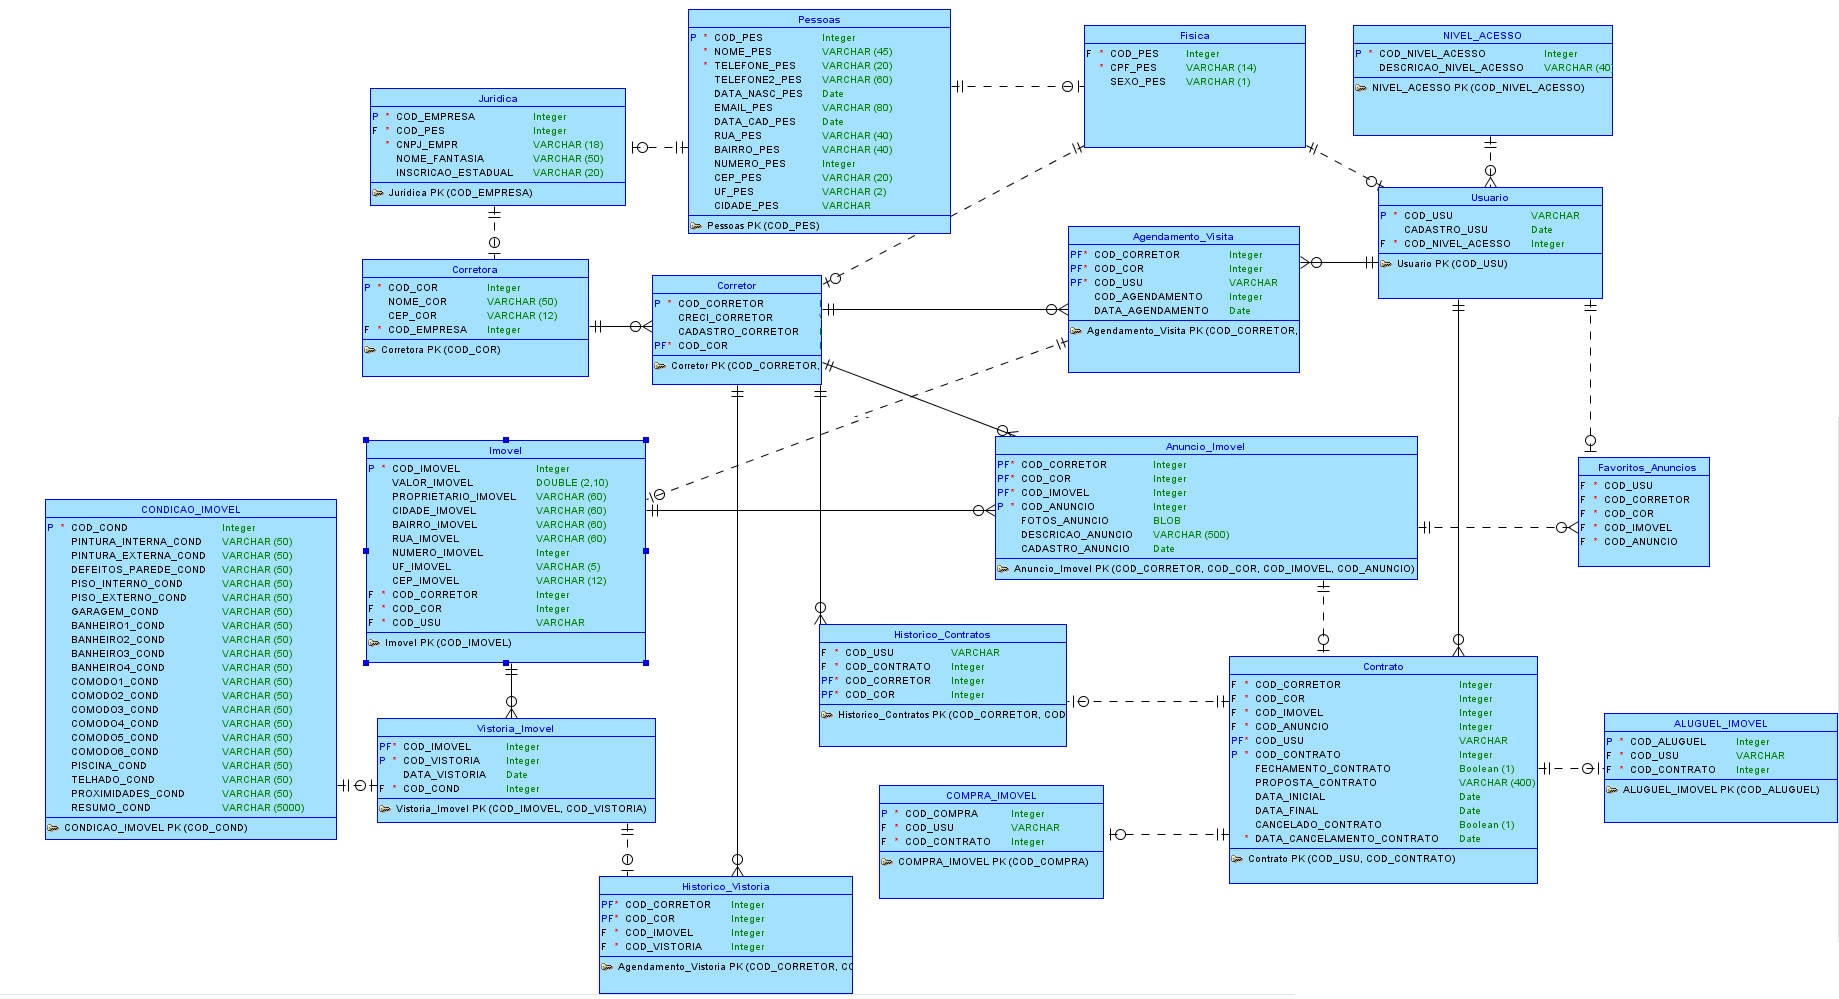 Pessoas
P * COD_PES Integer
* NOME_PES VARCHAR (45)
* TELEFONE_PES VARCHAR (20)
TELEFONE2_PES VARCHAR (60)
DATA_NASC_PES Date
EMAIL_PES VARCHAR (80)
DATA_CAD_PES Date
RUA_PES VARCHAR (40)
BAIRRO_PES VARCHAR (40)
NUMERO_PES Integer
CEP_PES VARCHAR (20)
UF_PES VARCHAR (2)
CIDADE_PES VARCHAR
Pessoas PK (COD_PES)
Fisica
F * COD_PES Integer
* CPF_PES VARCHAR (14)
SEXO_PES VARCHAR (1)
NIVEL_ACESSO
P * COD_NIVEL_ACESSO Integer
DESCRICAO_NIVEL_ACESSO VARCHAR (40)
NIVEL_ACESSO PK (COD_NIVEL_ACESSO)
Juridica
P * COD_EMPRESA Integer
F * COD_PES Integer
* CNPJ_EMPR VARCHAR (18)
NOME_FANTASIA VARCHAR (50)
INSCRICAO_ESTADUAL VARCHAR (20)
Juridica PK (COD_EMPRESA)
Usuario
P * COD_USU VARCHAR
CADASTRO_USU Date
F * COD_NIVEL_ACESSO Integer
Usuario PK (COD_USU)
Agendamento_Visita
PF* COD_CORRETOR Integer
PF* COD_COR Integer
PF* COD_USU VARCHAR
COD_AGENDAMENTO Integer
DATA_AGENDAMENTO Date
Agendamento_Visita PK (COD_CORRETOR,
Corretora
P * COD_COR Integer
NOME_COR VARCHAR (50)
CEP_COR VARCHAR (12)
F * COD_EMPRESA Integer
Corretora PK (COD_COR)
Corretor
P * COD_CORRETOR
CRECI_CORRETOR
CADASTRO_CORRETOR
PF* COD_COR
Corretor PK (COD_CORRETOR,
Imovel
P * COD_IMOVEL Integer
VALOR_IMOVEL DOUBLE (2,10)
PROPRIETARIO_IMOVEL VARCHAR (60)
CIDADE_IMOVEL VARCHAR (60)
BAIRRO_IMOVEL VARCHAR (60)
RUA_IMOVEL VARCHAR (60)
NUMERO_IMOVEL Integer
UF_IMOVEL VARCHAR (5)
CEP_IMOVEL VARCHAR (12)
F * COD_CORRETOR Integer
F * COD_COR Integer
F * COD_USU VARCHAR
Imovel PK (COD_IMOVEL)
Anuncio_Imovel
PF* COD_CORRETOR Integer
PF* COD_COR Integer
PF* COD_IMOVEL Integer
P * COD_ANUNCIO Integer
FOTOS_ANUNCIO BLOB
DESCRICAO_ANUNCIO VARCHAR (500)
CADASTRO_ANUNCIO Date
Anuncio_Imovel PK (COD_CORRETOR, COD_COR, COD_IMOVEL, COD_ANUNCIO)
Favoritos_Anuncios
F * COD_USU
F * COD_CORRETOR
F * COD_COR
F * COD_IMOVEL
F * COD_ANUNCIO
CONDICAO_IMOVEL
P * COD_COND Integer
PINTURA_INTERNA_COND VARCHAR (50)
PINTURA_EXTERNA_COND VARCHAR (50)
DEFEITOS_PAREDE_COND VARCHAR (50)
PISO_INTERNO_COND VARCHAR (50)
PISO_EXTERNO_COND VARCHAR (50)
GARAGEM_COND VARCHAR (50)
BANHEIRO1_COND VARCHAR (50)
BANHEIRO2_COND VARCHAR (50)
BANHEIRO3_COND VARCHAR (50)
BANHEIRO4_COND VARCHAR (50)
COMODO1_COND VARCHAR (50)
COMODO2_COND VARCHAR (50)
COMODO3_COND VARCHAR (50)
COMODO4_COND VARCHAR (50)
COMODO5_COND VARCHAR (50)
COMODO6_COND VARCHAR (50)
PISCINA_COND VARCHAR (50)
TELHADO_COND VARCHAR (50)
PROXIMIDADES_COND VARCHAR (50)
RESUMO_COND VARCHAR (5000)
CONDICAO_IMOVEL PK (COD_COND)
Historico_Contratos
F * COD_USU VARCHAR
F * COD_CONTRATO Integer
PF* COD_CORRETOR Integer
PF* COD_COR Integer
Historico_Contratos PK (COD_CORRETOR, COD
Contrato
F * COD_CORRETOR Integer
F * COD_COR Integer
F * COD_IMOVEL Integer
F * COD_ANUNCIO Integer
PF* COD_USU VARCHAR
P * COD_CONTRATO Integer
FECHAMENTO_CONTRATO Boolean (1)
PROPOSTA_CONTRATO VARCHAR (400)
DATA_INICIAL Date
DATA_FINAL Date
CANCELADO_CONTRATO Boolean (1)
* DATA_CANCELAMENTO_CONTRATO Date
Contrato PK (COD_USU, COD_CONTRATO)
Vistoria_Imovel
PF* COD_IMOVEL Integer
P * COD_VISTORIA Integer
DATA_VISTORIA Date
F * COD_COND Integer
Vistoria_Imovel PK (COD_IMOVEL, COD_VISTORIA)
ALUGUEL_IMOVEL
P * COD_ALUGUEL Integer
F * COD_USU VARCHAR
F * COD_CONTRATO Integer
ALUGUEL_IMOVEL PK (COD_ALUGUEL)
COMPRA_IMOVEL
P * COD_COMPRA Integer
F * COD_USU VARCHAR
F * COD_CONTRATO Integer
COMPRA_IMOVEL PK (COD_COMPRA)
Historico_Vistoria
PF* COD_CORRETOR Integer
PF* COD_COR Integer
F * COD_IMOVEL Integer
F * COD_VISTORIA Integer
Agendamento_Vistoria PK (COD_CORRETOR, CO